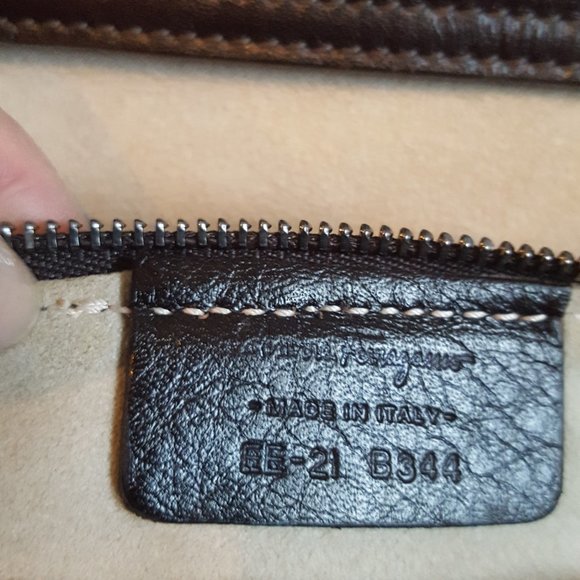 Ferragamo
• MADE IN ITALY •
EE-21 B344